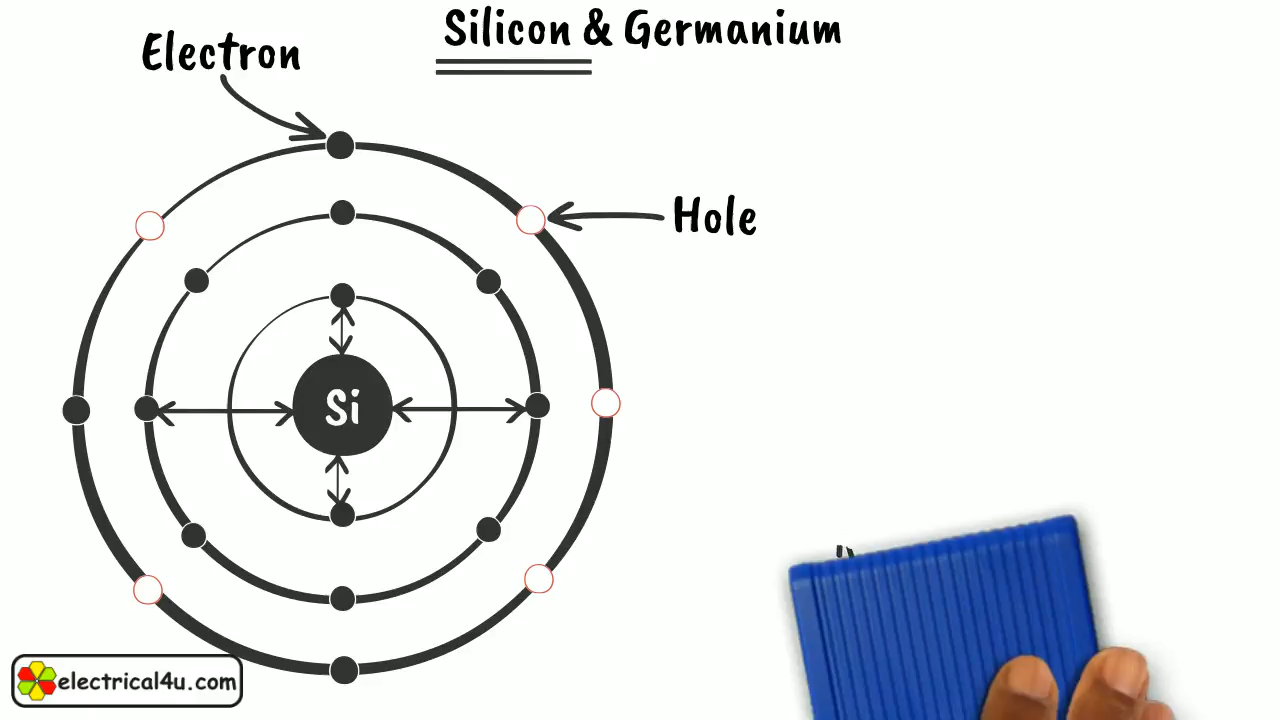 Silicon & Germanium
Electron
Hole
Si
electrical4u.com